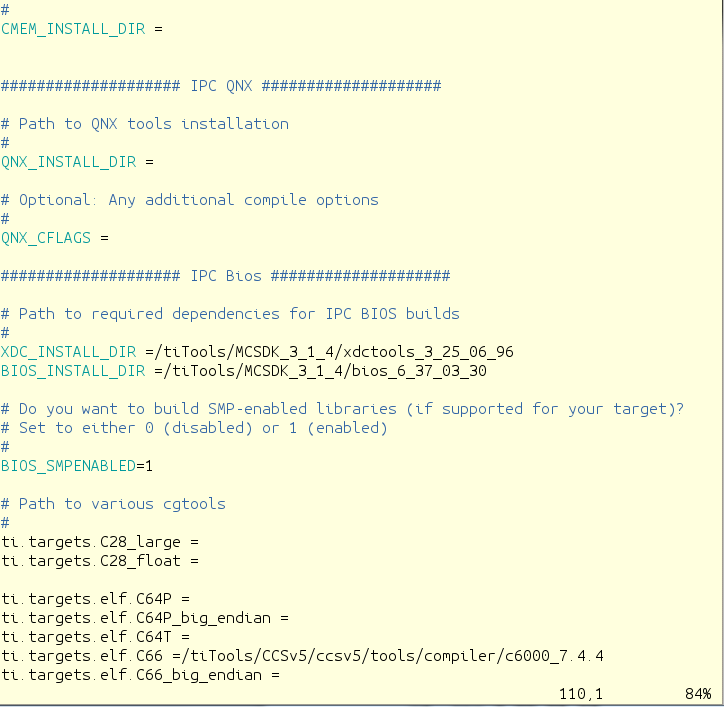 #
CMEM_INSTALL_DIR =
#################### IPC QNX ####################
# Path to QNX tools installation
#
QNX_INSTALL_DIR =
# Optional: Any additional compile options
#
QNX_CFLAGS =
#################### IPC Bios ####################
# Path to required dependencies for IPC BIOS builds
#
XDC_INSTALL_DIR =/tiTools/MCSDK_3_1_4/xdctools_3_25_06_96
BIOS_INSTALL_DIR =/tiTools/MCSDK_3_1_4/bios_6_37_03_30
# Do you want to build SMP-enabled libraries (if supported for your target)?
# Set to either 0 (disabled) or 1 (enabled)
#
BIOS_SMPENABLED=1
# Path to various cgtools
#
ti.targets.C28_large =
ti.targets.C28_float =
ti.targets.elf.C64P =
ti.targets.elf.C64P_big_endian =
ti.targets.elf.C64T =
ti.targets.elf.C66 =/tiTools/CCSv5/ccsv5/tools/compiler/c6000_7.4.4
ti.targets.elf.C66_big_endian =
110,1 84%